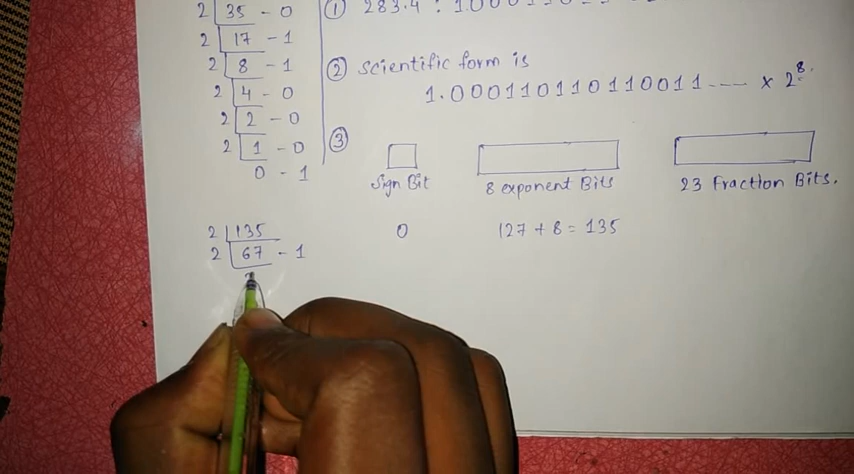 2 35 - 0
2 17 - 1
2 8 - 1
2 4 - 0
2 2 - 0
2 1 - 0
0 - 1
① 283.4 :
② Scientific form is
1.00011011011 0011 ---- × 2^8.
③
Sign Bit 8 exponent Bits 23 Fraction Bits.
0 127 + 8 = 135
2 135
2 67 - 1